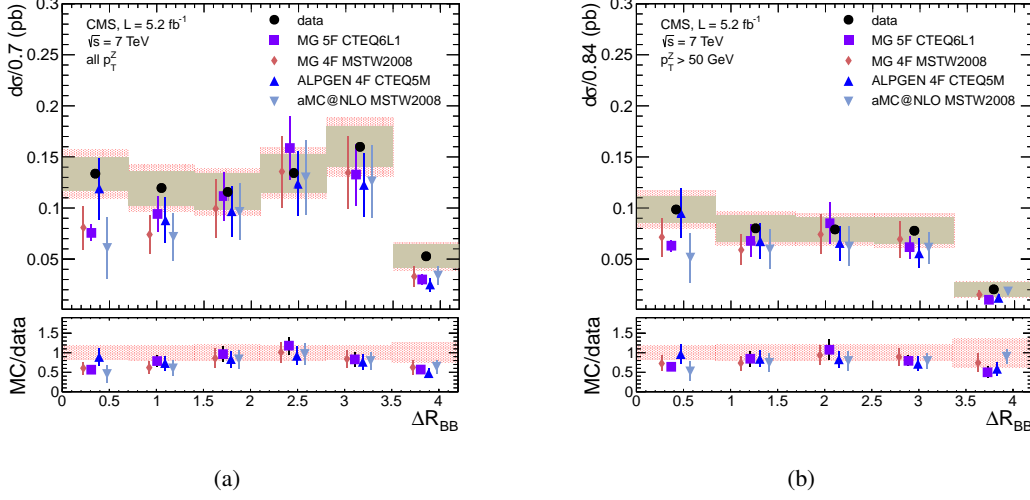 dσ/0.7 (pb)
0.3
0.25
0.2
0.15
0.1
0.05
CMS, L = 5.2 fb⁻¹
√s = 7 TeV
all p_T^Z
data
MG 5F CTEQ6L1
MG 4F MSTW2008
ALPGEN 4F CTEQ5M
aMC@NLO MSTW2008
MC/data
1.5
1
0.5
0
0 0.5 1 1.5 2 2.5 3 3.5 4
ΔR_BB
(a)
dσ/0.84 (pb)
0.3
0.25
0.2
0.15
0.1
0.05
CMS, L = 5.2 fb⁻¹
√s = 7 TeV
p_T^Z > 50 GeV
data
MG 5F CTEQ6L1
MG 4F MSTW2008
ALPGEN 4F CTEQ5M
aMC@NLO MSTW2008
MC/data
1.5
1
0.5
0
0 0.5 1 1.5 2 2.5 3 3.5 4
ΔR_BB
(b)